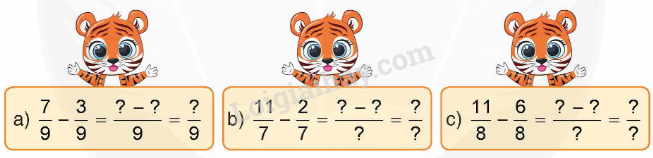 a) 7/9 − 3/9 = (? − ?)/9 = ?/9
b) 11/7 − 2/7 = (? − ?)/? = ?/?
c) 11/8 − 6/8 = (? − ?)/? = ?/?
Loigiaihay.com